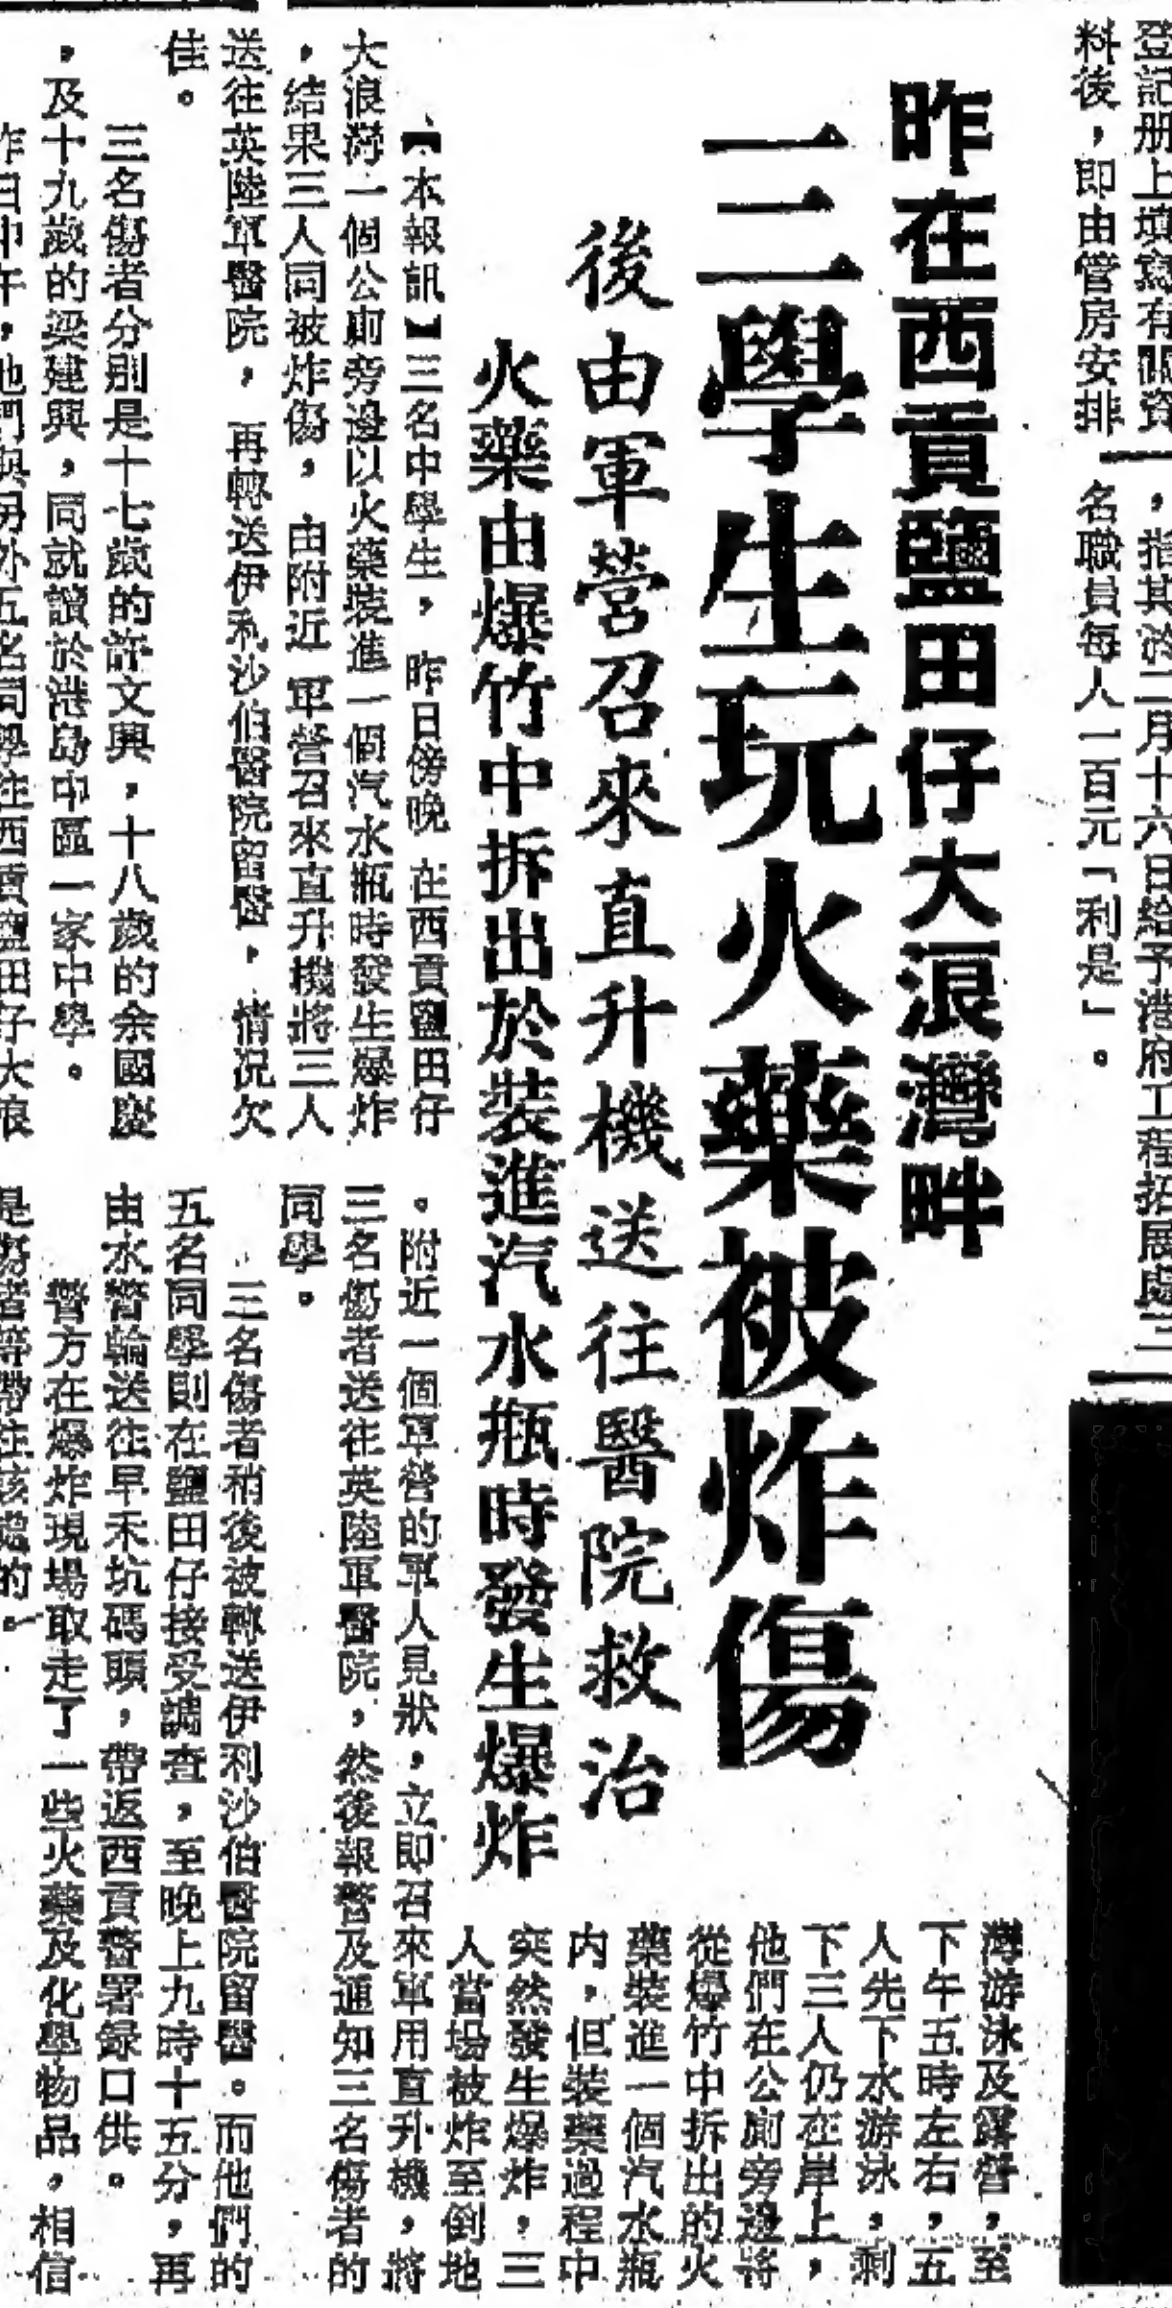 登記册上填寫有關資
料後，即由管房安排
，指其於二月十六日給予港府工程拓展處三
名職員每人一百元「利是」。
昨在西貢鹽田仔大浪灣畔
三學生玩火藥被炸傷
後由軍營召來直升機送往醫院救治
火藥由爆竹中拆出於裝進汽水瓶時發生爆炸
【本報訊】三名中學生，昨日傍晚在西貢鹽田仔
大浪灣一個公廁旁邊以火藥裝進一個汽水瓶時發生爆炸
，結果三人同被炸傷，由附近軍營召來直升機將三人
送往英陸軍醫院，再轉送伊利沙伯醫院留醫，情況欠
佳。
三名傷者分別是十七歲的許文興，十八歲的余國慶
，及十九歲的梁建興，同就讀於港島中區一家中學。
昨日中午，他們與另外五名同學往西貢鹽田仔大浪
灣游泳及露營，至
下午五時左右，五
人先下水游泳，剩
下三人仍在岸上，
他們在公廁旁邊將
從爆竹中拆出的火
藥裝進一個汽水瓶
内，但裝藥過程中
突然發生爆炸，三
人當場被炸至倒地
。附近一個軍營的軍人見狀，立即召來軍用直升機，將
三名傷者送往英陸軍醫院，然後報警及通知三名傷者的
同學。
三名傷者稍後被轉送伊利沙伯醫院留醫。而他們的
五名同學則在鹽田仔接受調查，至晚上九時十五分，再
由水警輪送往早禾坑碼頭，帶返西貢警署録口供。
警方在爆炸現場取走了一些火藥及化學物品，相信
是傷者等帶往該處的。